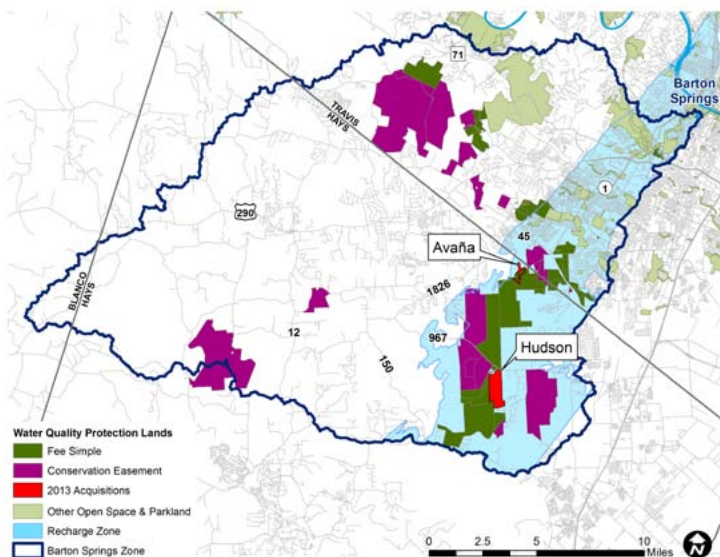 71
Barton
Springs
TRAVIS
HAYS
1
290
45
Avaña
1826
BLANCO
HAYS
12
967
Hudson
150
Water Quality Protection Lands
Fee Simple
Conservation Easement
2013 Acquisitions
Other Open Space & Parkland
Recharge Zone
Barton Springs Zone
0 2.5 5 10
Miles
N